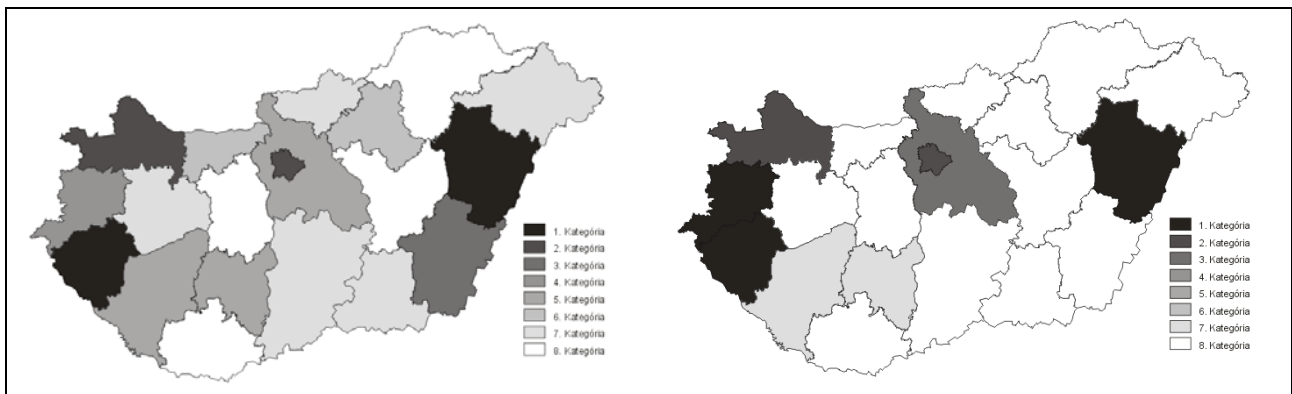 1. Kategória
2. Kategória
3. Kategória
4. Kategória
5. Kategória
6. Kategória
7. Kategória
8. Kategória
1. Kategória
2. Kategória
3. Kategória
4. Kategória
5. Kategória
6. Kategória
7. Kategória
8. Kategória